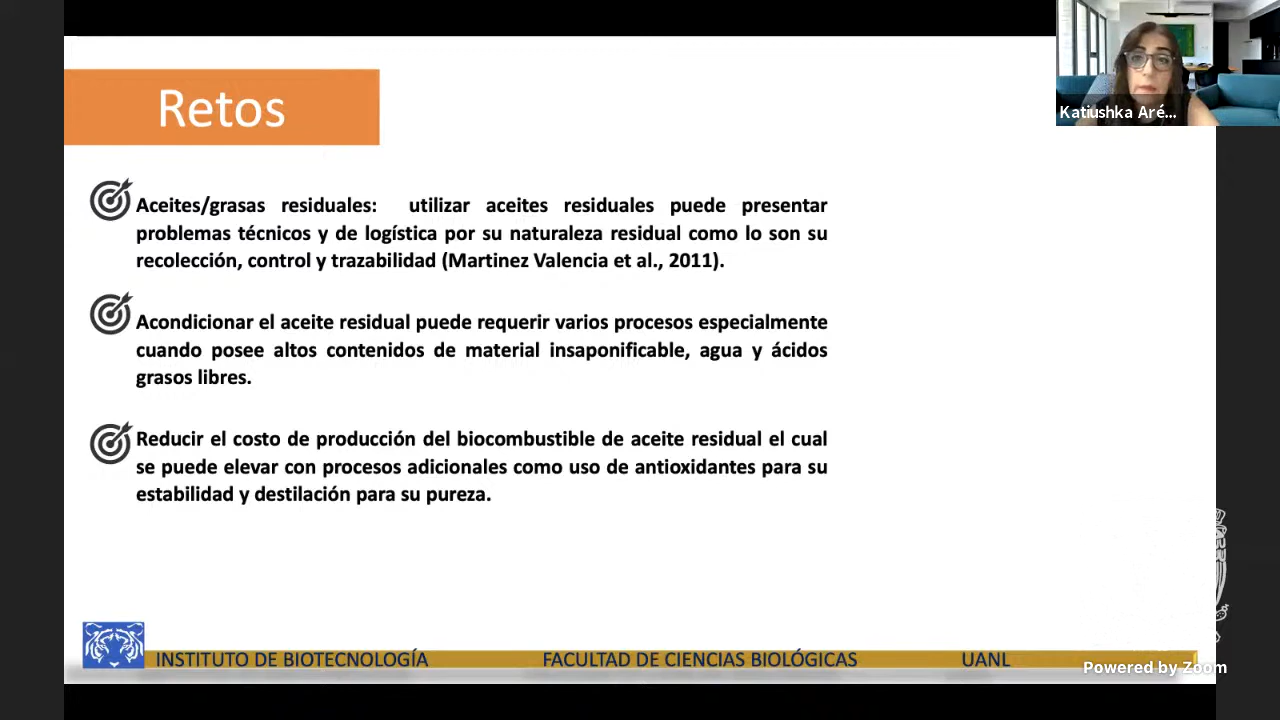 Retos
Katiushka Aré...
Aceites/grasas residuales: utilizar aceites residuales puede presentar
problemas técnicos y de logística por su naturaleza residual como lo son su
recolección, control y trazabilidad (Martinez Valencia et al., 2011).
Acondicionar el aceite residual puede requerir varios procesos especialmente
cuando posee altos contenidos de material insaponificable, agua y ácidos
grasos libres.
Reducir el costo de producción del biocombustible de aceite residual el cual
se puede elevar con procesos adicionales como uso de antioxidantes para su
estabilidad y destilación para su pureza.
INSTITUTO DE BIOTECNOLOGÍA FACULTAD DE CIENCIAS BIOLÓGICAS UANL
Powered by Zoom